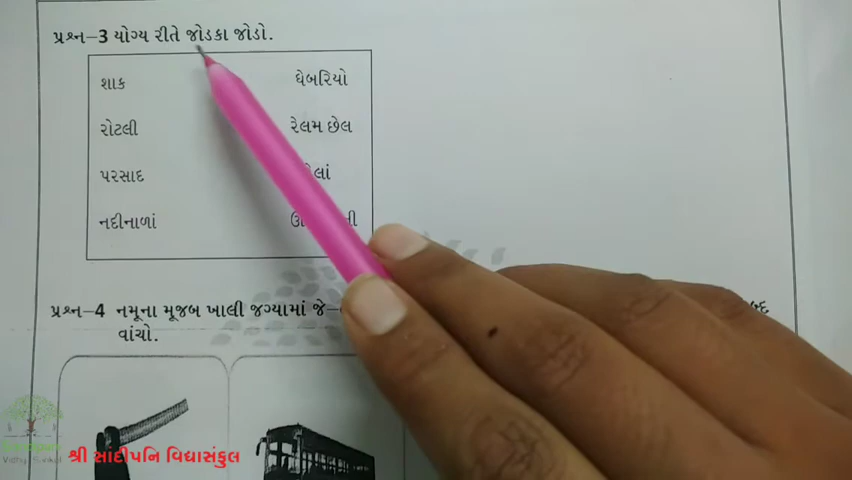 પ્રશ્ન–3 યોગ્ય રીતે જોડકા જોડો.
શાક ઘેબરિયો
રોટલી રેલમ છેલ
પરસાદ
નદીનાળાં
પ્રશ્ન–4 નમૂના મૂજબ ખાલી જગ્યામાં
વાંચો.
શ્રી સાંદીપનિ વિદ્યાસંકુલ